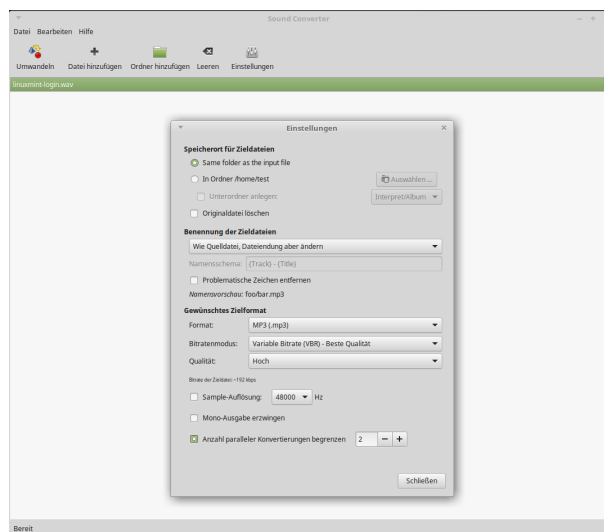 Sound Converter
Datei Bearbeiten Hilfe
Umwandeln Datei hinzufügen Ordner hinzufügen Leeren Einstellungen
linuxmint-login.wav
Einstellungen
Speicherort für Zieldateien
Same folder as the input file
In Ordner /home/test Auswählen ...
Unterordner anlegen: Interpret/Album
Originaldatei löschen
Benennung der Zieldateien
Wie Quelldatei, Dateiendung aber ändern
Namensschema: {Track} - {Title}
Problematische Zeichen entfernen
Namensvorschau: foo/bar.mp3
Gewünschtes Zielformat
Format: MP3 (.mp3)
Bitratenmodus: Variable Bitrate (VBR) - Beste Qualität
Qualität: Hoch
Bitrate der Zieldatei: ~192 kbps
Sample-Auflösung: 48000 Hz
Mono-Ausgabe erzwingen
Anzahl paralleler Konvertierungen begrenzen 2
Schließen
Bereit